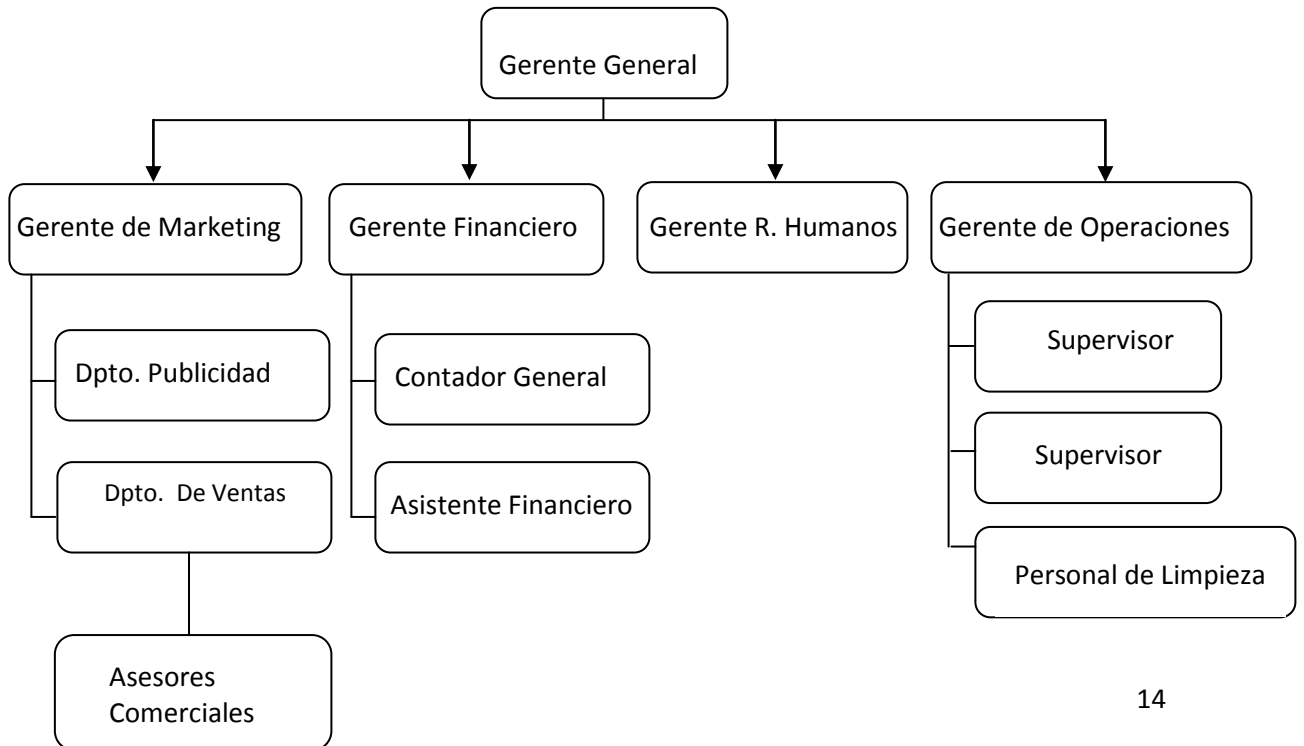 Gerente General
Gerente de Marketing
Gerente Financiero
Gerente R. Humanos
Gerente de Operaciones
Dpto. Publicidad
Contador General
Supervisor
Dpto. De Ventas
Asistente Financiero
Supervisor
Personal de Limpieza
Asesores
Comerciales
14